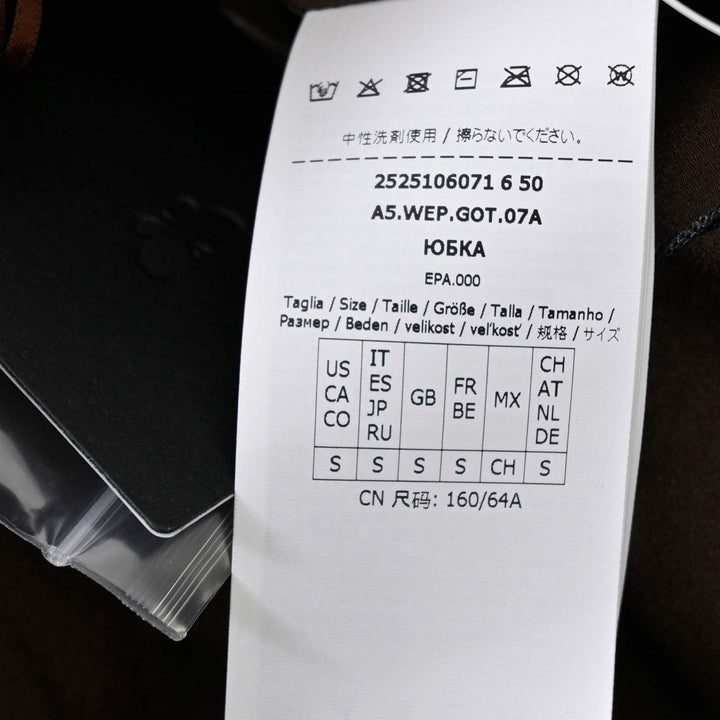 中性洗剤使用 / 擦らないでください。
2525106071 6 50
A5.WEP.GOT.07A
ЮБКА
EPA.000
Taglia / Size / Taille / Größe / Talla / Tamanho /
Размер / Beden / velikost / veľkosť / 规格 / サイズ
US CA CO
IT ES JP RU
GB
FR BE
MX
CH AT NL DE
S S S S CH S
CN 尺码: 160/64A